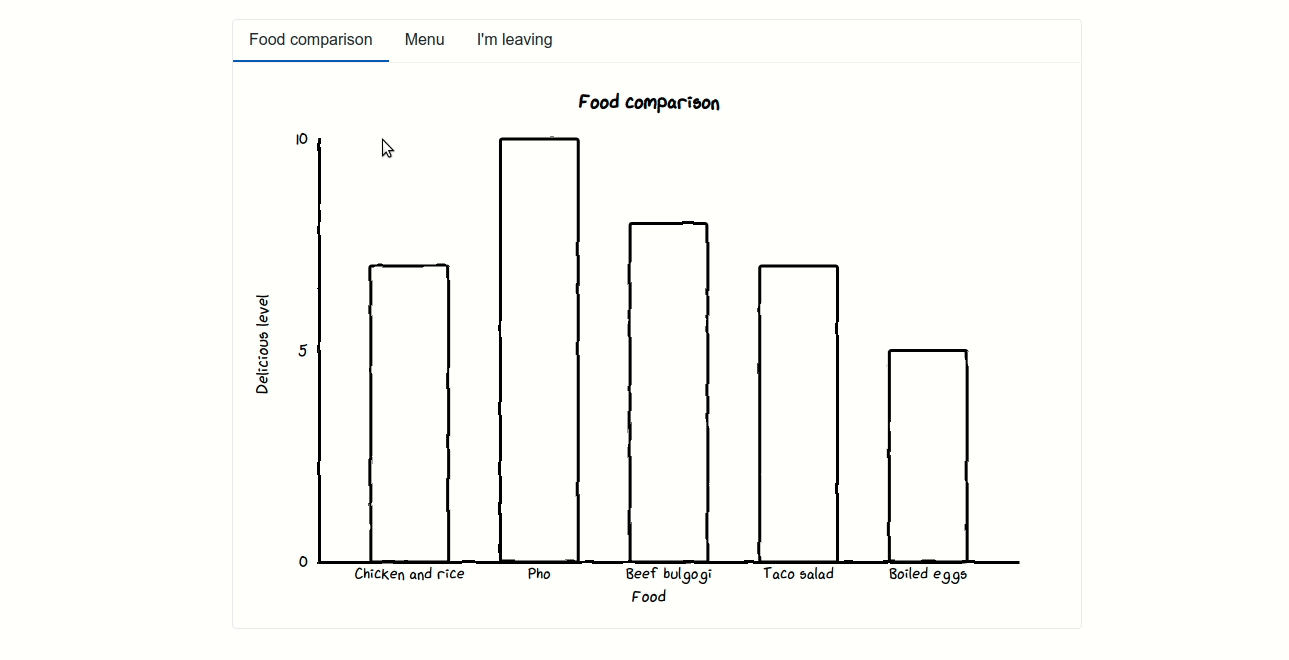 Food comparison Menu I'm leaving
Food comparison
10
5
0
Delicious level
Chicken and rice Pho Beef bulgogi Taco salad Boiled eggs
Food